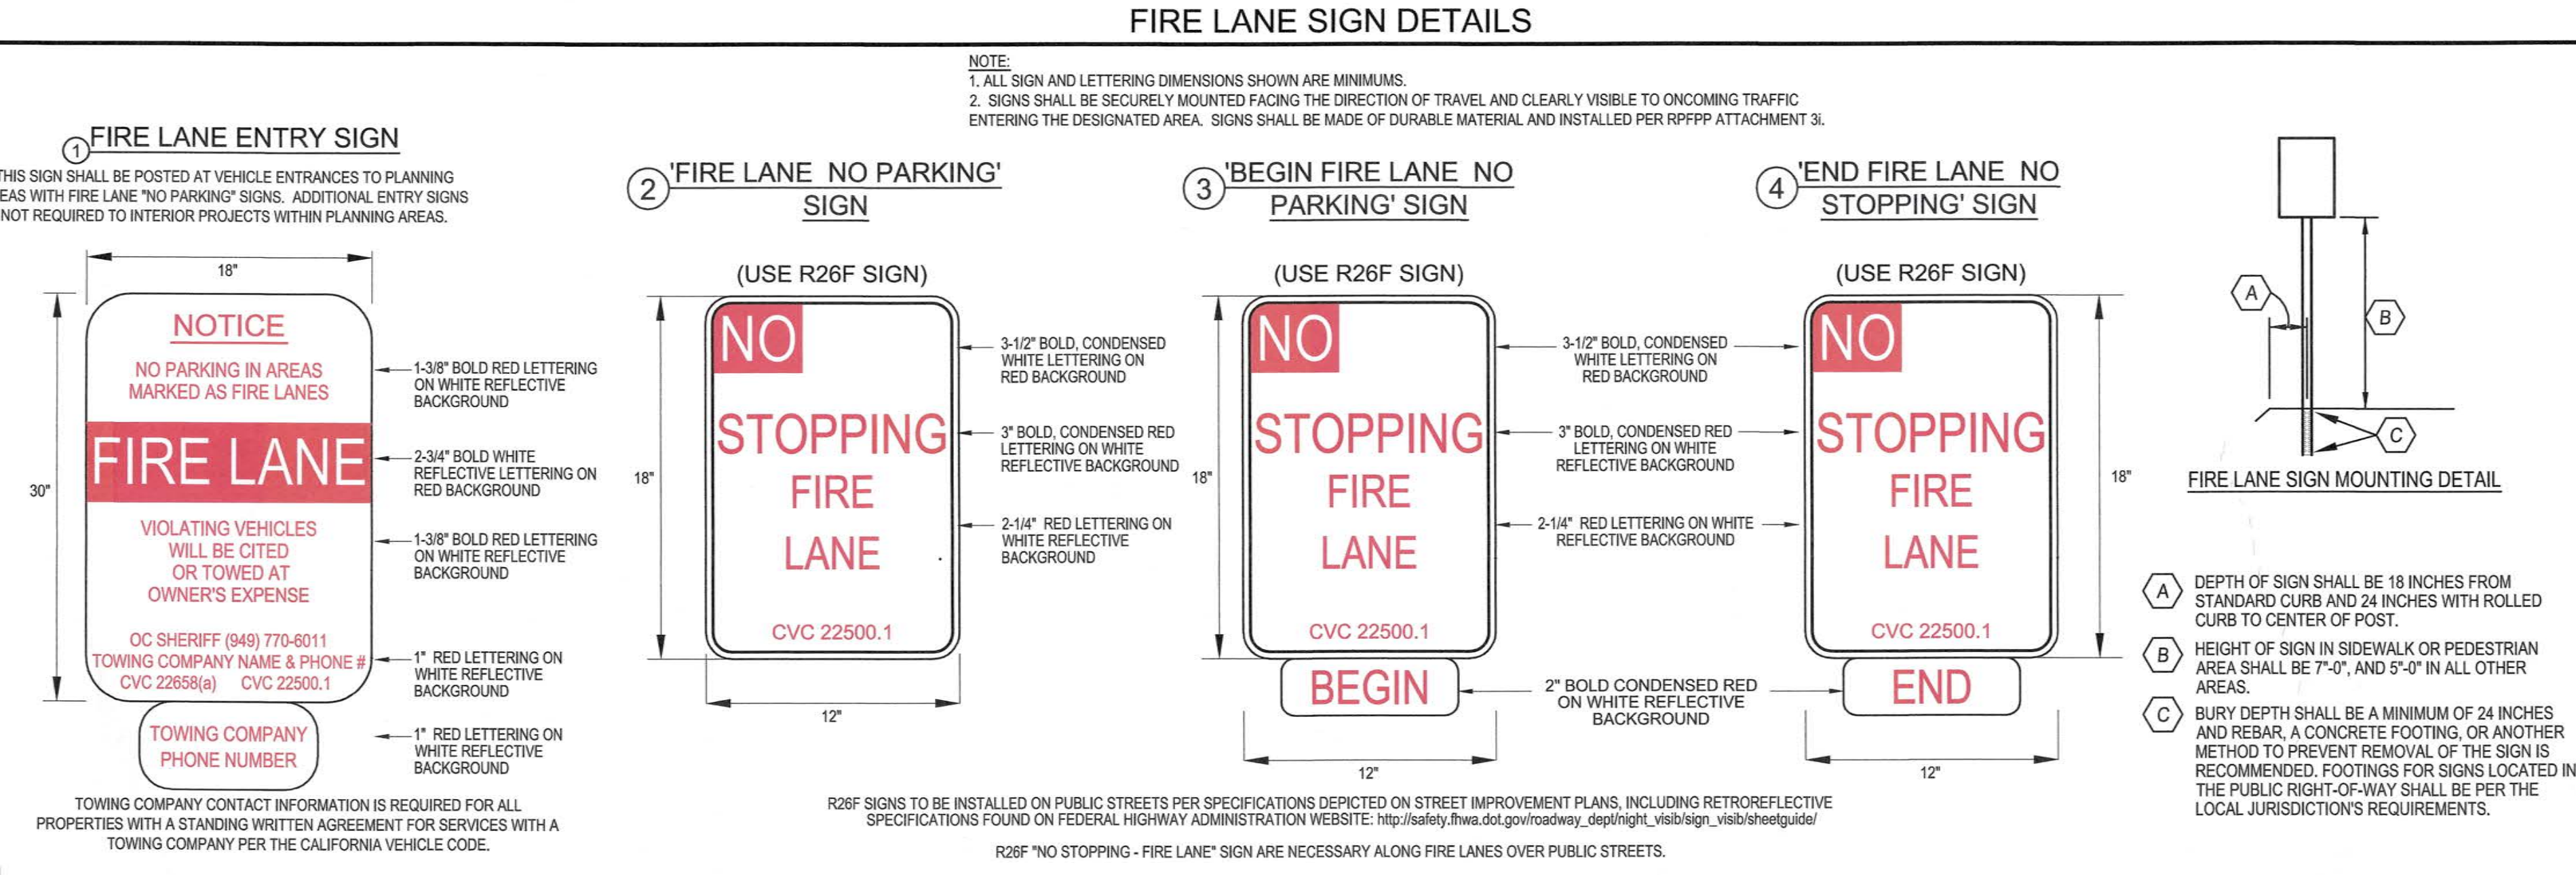 FIRE LANE SIGN DETAILS
NOTE:
1. ALL SIGN AND LETTERING DIMENSIONS SHOWN ARE MINIMUMS.
2. SIGNS SHALL BE SECURELY MOUNTED FACING THE DIRECTION OF TRAVEL AND CLEARLY VISIBLE TO ONCOMING TRAFFIC
ENTERING THE DESIGNATED AREA. SIGNS SHALL BE MADE OF DURABLE MATERIAL AND INSTALLED PER RPFPP ATTACHMENT 3i.
1 FIRE LANE ENTRY SIGN
THIS SIGN SHALL BE POSTED AT VEHICLE ENTRANCES TO PLANNING
EAS WITH FIRE LANE "NO PARKING" SIGNS. ADDITIONAL ENTRY SIGNS
NOT REQUIRED TO INTERIOR PROJECTS WITHIN PLANNING AREAS.
18"
30"
NOTICE
NO PARKING IN AREAS
MARKED AS FIRE LANES
FIRE LANE
VIOLATING VEHICLES
WILL BE CITED
OR TOWED AT
OWNER'S EXPENSE
OC SHERIFF (949) 770-6011
TOWING COMPANY NAME & PHONE #
CVC 22658(a) CVC 22500.1
TOWING COMPANY
PHONE NUMBER
1-3/8" BOLD RED LETTERING
ON WHITE REFLECTIVE
BACKGROUND
2-3/4" BOLD WHITE
REFLECTIVE LETTERING ON
RED BACKGROUND
1-3/8" BOLD RED LETTERING
ON WHITE REFLECTIVE
BACKGROUND
1" RED LETTERING ON
WHITE REFLECTIVE
BACKGROUND
1" RED LETTERING ON
WHITE REFLECTIVE
BACKGROUND
TOWING COMPANY CONTACT INFORMATION IS REQUIRED FOR ALL
PROPERTIES WITH A STANDING WRITTEN AGREEMENT FOR SERVICES WITH A
TOWING COMPANY PER THE CALIFORNIA VEHICLE CODE.
2 'FIRE LANE NO PARKING'
SIGN
(USE R26F SIGN)
18"
NO
STOPPING
FIRE
LANE
CVC 22500.1
12"
3-1/2" BOLD, CONDENSED
WHITE LETTERING ON
RED BACKGROUND
3" BOLD, CONDENSED RED
LETTERING ON WHITE
REFLECTIVE BACKGROUND
2-1/4" RED LETTERING ON
WHITE REFLECTIVE
BACKGROUND
3 'BEGIN FIRE LANE NO
PARKING' SIGN
(USE R26F SIGN)
18"
NO
STOPPING
FIRE
LANE
CVC 22500.1
BEGIN
12"
3-1/2" BOLD, CONDENSED
WHITE LETTERING ON
RED BACKGROUND
3" BOLD, CONDENSED RED
LETTERING ON WHITE
REFLECTIVE BACKGROUND
2-1/4" RED LETTERING ON WHITE
REFLECTIVE BACKGROUND
2" BOLD CONDENSED RED
ON WHITE REFLECTIVE
BACKGROUND
4 'END FIRE LANE NO
STOPPING' SIGN
(USE R26F SIGN)
NO
STOPPING
FIRE
LANE
CVC 22500.1
END
18"
12"
R26F SIGNS TO BE INSTALLED ON PUBLIC STREETS PER SPECIFICATIONS DEPICTED ON STREET IMPROVEMENT PLANS, INCLUDING RETROREFLECTIVE
SPECIFICATIONS FOUND ON FEDERAL HIGHWAY ADMINISTRATION WEBSITE: http://safety.fhwa.dot.gov/roadway_dept/night_visib/sign_visib/sheetguide/
R26F "NO STOPPING - FIRE LANE" SIGN ARE NECESSARY ALONG FIRE LANES OVER PUBLIC STREETS.
A
B
C
FIRE LANE SIGN MOUNTING DETAIL
A DEPTH OF SIGN SHALL BE 18 INCHES FROM
STANDARD CURB AND 24 INCHES WITH ROLLED
CURB TO CENTER OF POST.
B HEIGHT OF SIGN IN SIDEWALK OR PEDESTRIAN
AREA SHALL BE 7"-0", AND 5"-0" IN ALL OTHER
AREAS.
C BURY DEPTH SHALL BE A MINIMUM OF 24 INCHES
AND REBAR, A CONCRETE FOOTING, OR ANOTHER
METHOD TO PREVENT REMOVAL OF THE SIGN IS
RECOMMENDED. FOOTINGS FOR SIGNS LOCATED IN
THE PUBLIC RIGHT-OF-WAY SHALL BE PER THE
LOCAL JURISDICTION'S REQUIREMENTS.